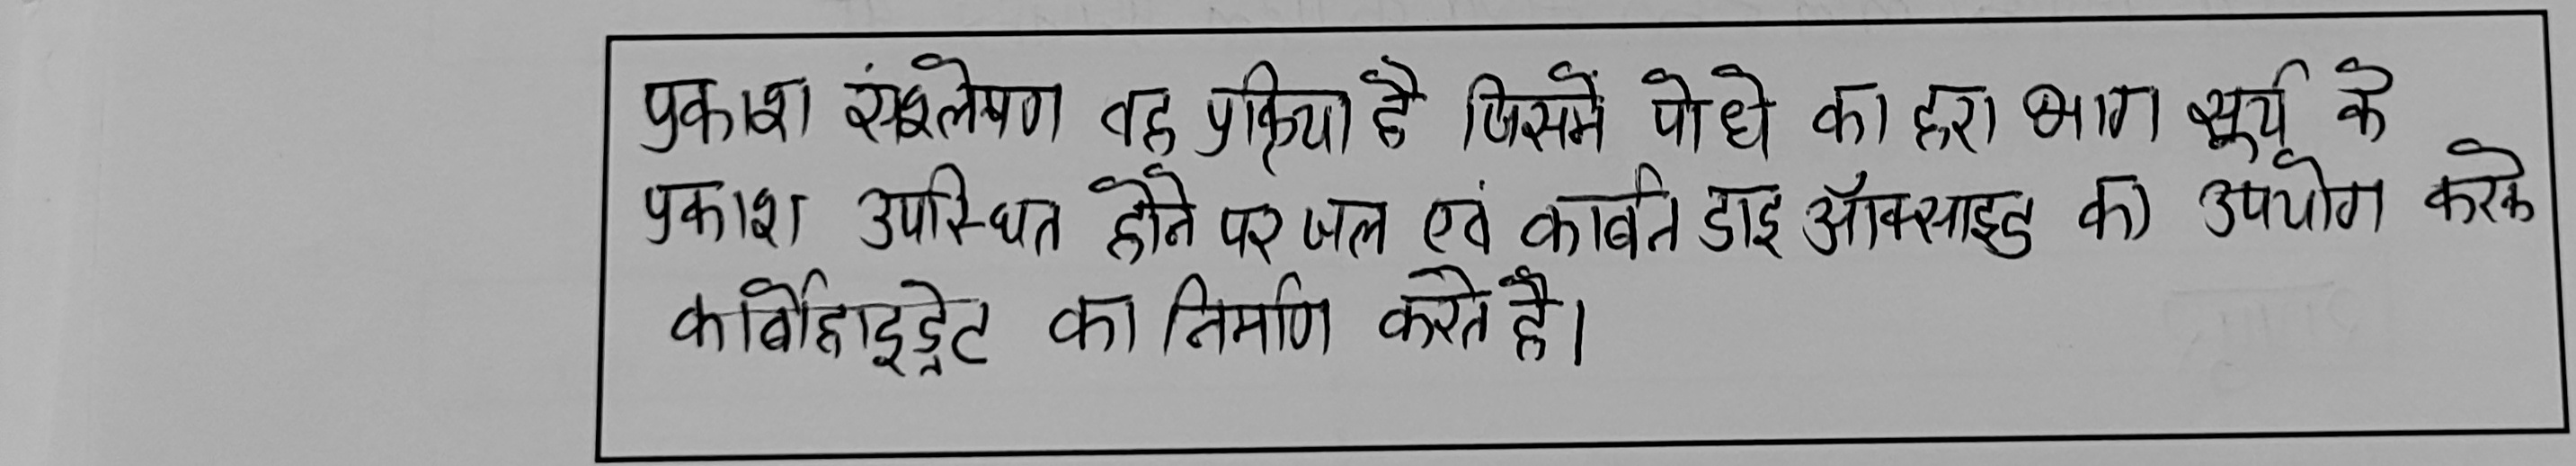 प्रकाश संश्लेषण वह प्रक्रिया है जिसमें पोधे का हरा भाग सूर्य के
प्रकाश उपस्थित होने पर जल एवं कार्बन डाइ ऑक्साइड का उपयोग करके
कार्बोहाइड्रेट का निर्माण करते है।